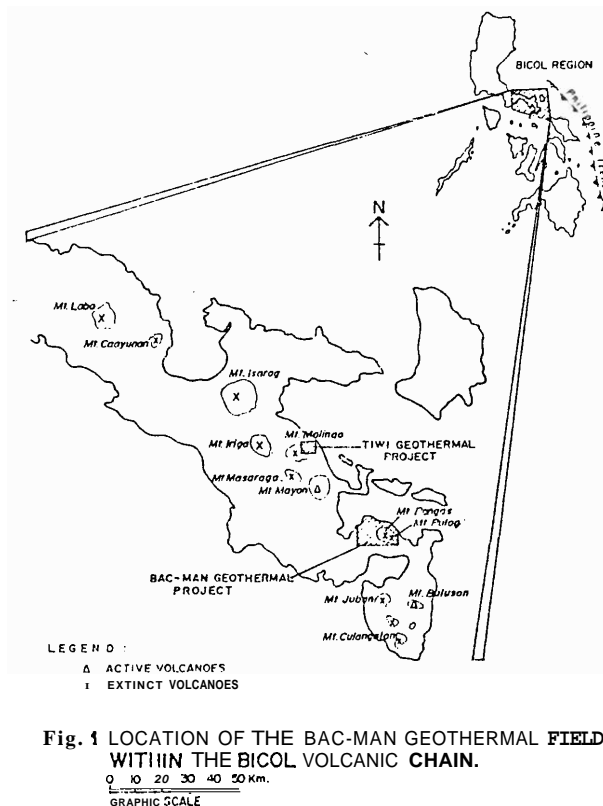 BICOL REGION
Philippine
N
Mt. Labo
Mt. Caayunan
Mt. Isarog
Mt. Iriga
Mt. Malinao
TIWI GEOTHERMAL
PROJECT
Mt Masaraga
Mt Mayon
Mt. Pangas
Mt. Pulog
BAC-MAN GEOTHERMAL
PROJECT
Mt. Juban
Mt. Bulusan
Mt. Culangalan
LEGEND :
Δ ACTIVE VOLCANOES
x EXTINCT VOLCANOES
Fig. 1 LOCATION OF THE BAC-MAN GEOTHERMAL FIELD
WITHIN THE BICOL VOLCANIC CHAIN.
0 10 20 30 40 50 Km.
GRAPHIC SCALE